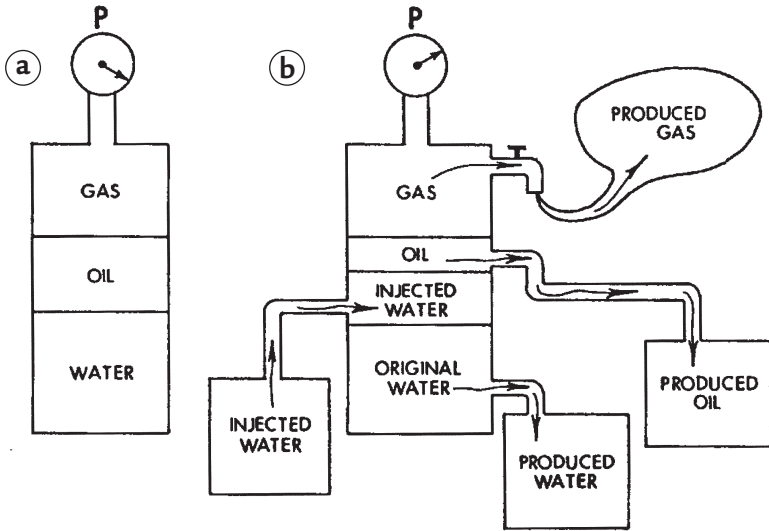 P
a
GAS
OIL
WATER
P
b
PRODUCED
GAS
GAS
OIL
INJECTED
WATER
ORIGINAL
WATER
INJECTED
WATER
PRODUCED
OIL
PRODUCED
WATER